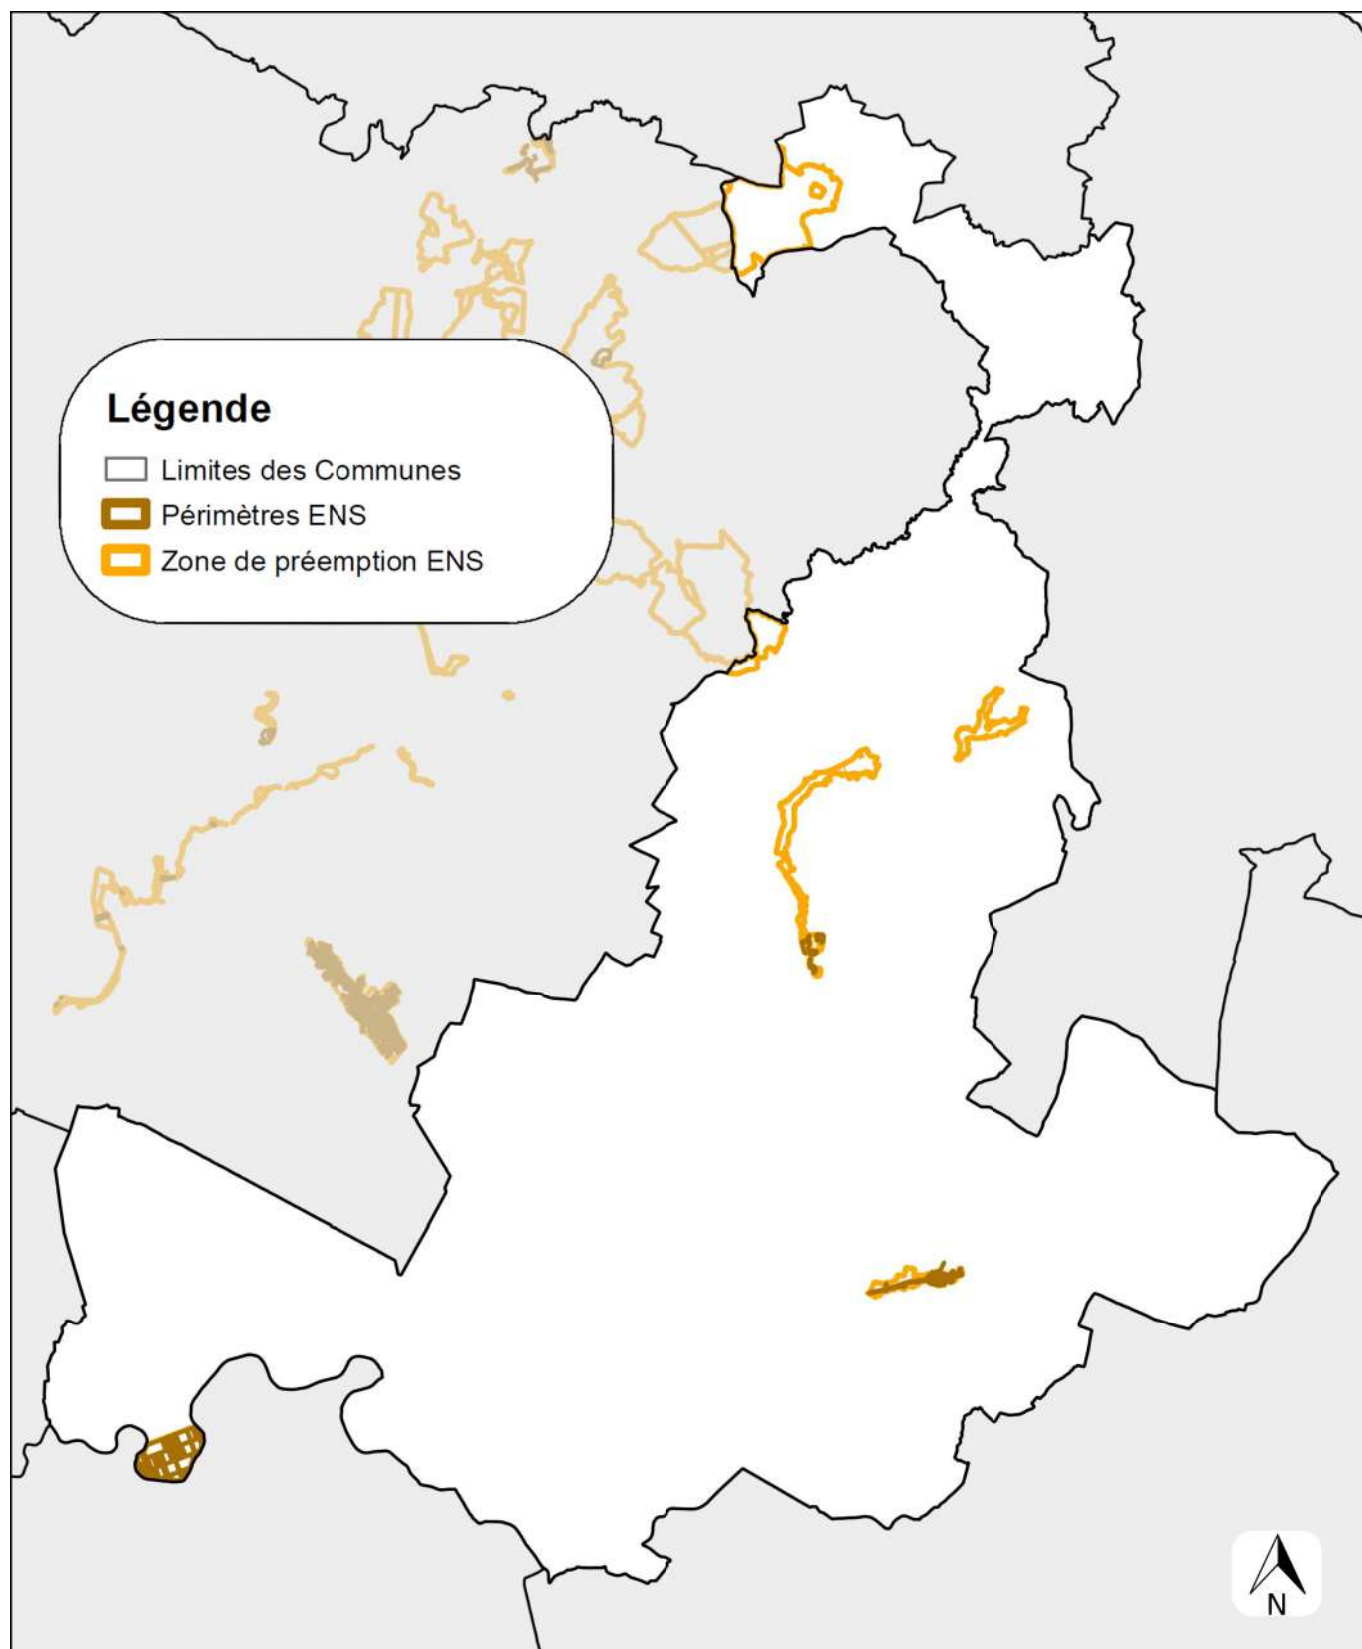 Légende
Limites des Communes
Périmètres ENS
Zone de préemption ENS
N